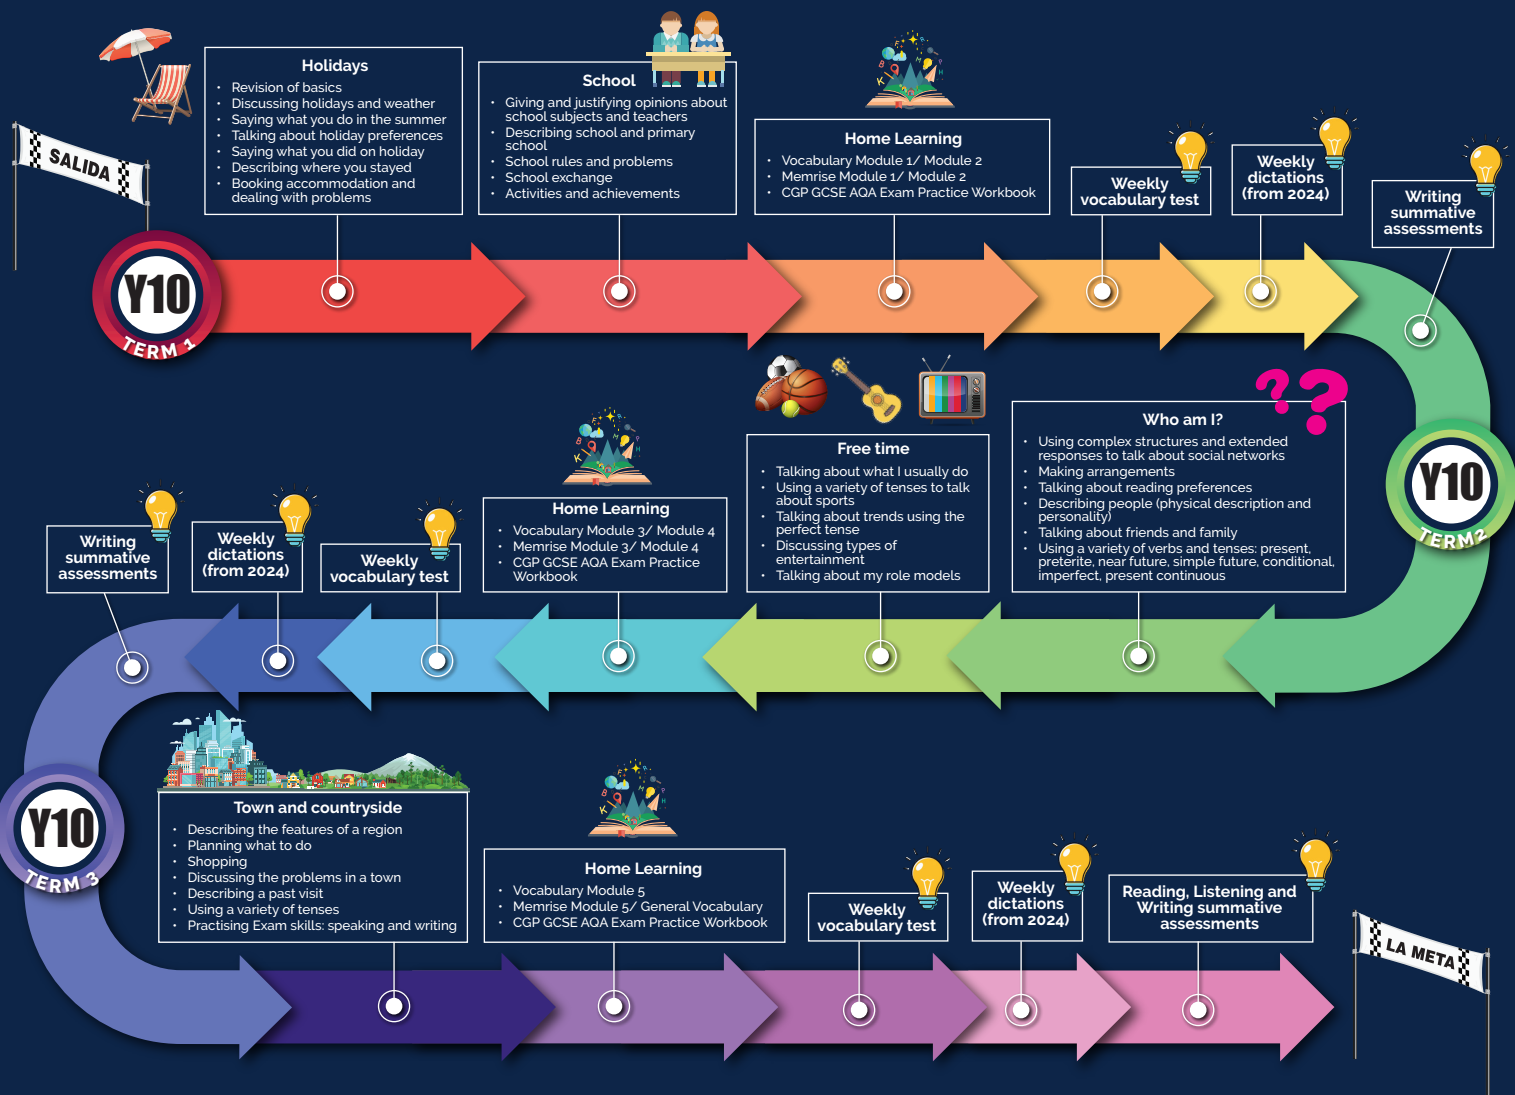 SALIDA
Y10
TERM 1
Holidays
• Revision of basics
• Discussing holidays and weather
• Saying what you do in the summer
• Talking about holiday preferences
• Saying what you did on holiday
• Describing where you stayed
• Booking accommodation and
dealing with problems
School
• Giving and justifying opinions about
school subjects and teachers
• Describing school and primary
school
• School rules and problems
• School exchange
• Activities and achievements
Home Learning
• Vocabulary Module 1/ Module 2
• Memrise Module 1/ Module 2
• CGP GCSE AQA Exam Practice Workbook
Weekly
vocabulary test
Weekly
dictations
(from 2024)
Writing
summative
assessments
Y10
TERM2
??
Who am I?
• Using complex structures and extended
responses to talk about social networks
• Making arrangements
• Talking about reading preferences
• Describing people (physical description and
personality)
• Talking about friends and family
• Using a variety of verbs and tenses: present,
preterite, near future, simple future, conditional,
imperfect, present continuous
Free time
• Talking about what I usually do
• Using a variety of tenses to talk
about sports
• Talking about trends using the
perfect tense
• Discussing types of
entertainment
• Talking about my role models
Home Learning
• Vocabulary Module 3/ Module 4
• Memrise Module 3/ Module 4
• CGP GCSE AQA Exam Practice
Workbook
Weekly
vocabulary test
Weekly
dictations
(from 2024)
Writing
summative
assessments
Y10
TERM 3
Town and countryside
• Describing the features of a region
• Planning what to do
• Shopping
• Discussing the problems in a town
• Describing a past visit
• Using a variety of tenses
• Practising Exam skills: speaking and writing
Home Learning
• Vocabulary Module 5
• Memrise Module 5/ General Vocabulary
• CGP GCSE AQA Exam Practice Workbook
Weekly
vocabulary test
Weekly
dictations
(from 2024)
Reading, Listening and
Writing summative
assessments
LA META